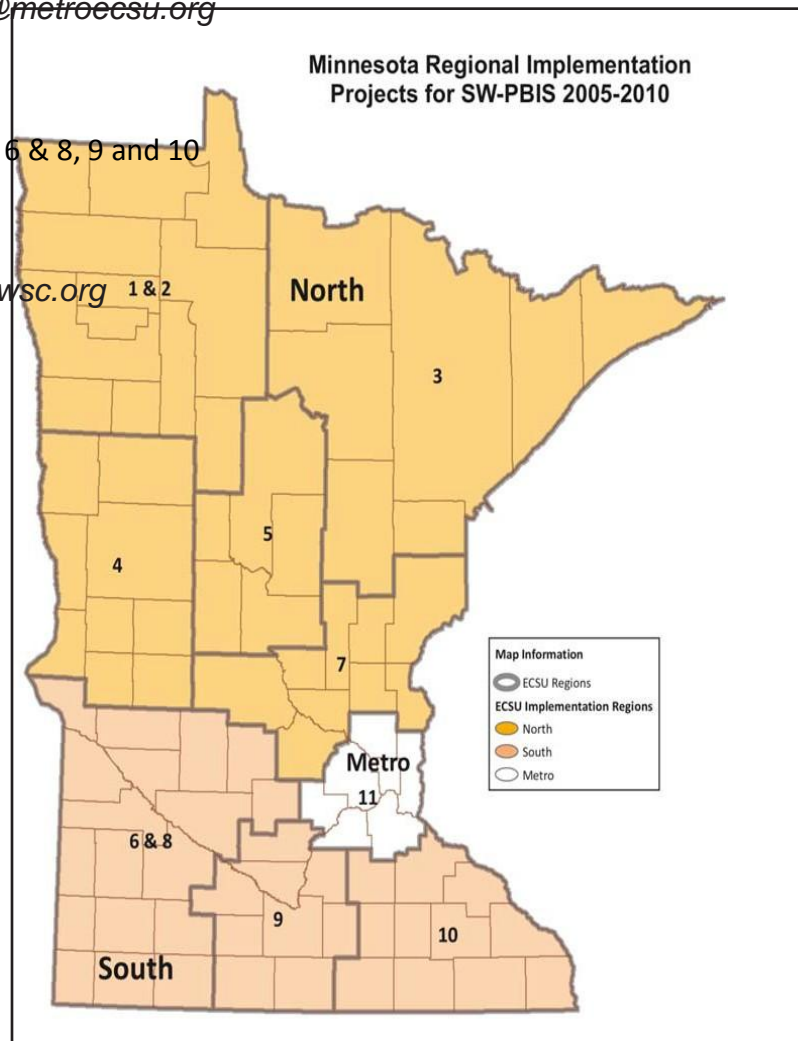 @metroecsu.org
Minnesota Regional Implementation
Projects for SW-PBIS 2005-2010
6 & 8, 9 and 10
wsc.org
1 & 2
North
3
5
4
7
Map Information
ECSU Regions
ECSU Implementation Regions
North
South
Metro
Metro
11
6 & 8
9
10
South